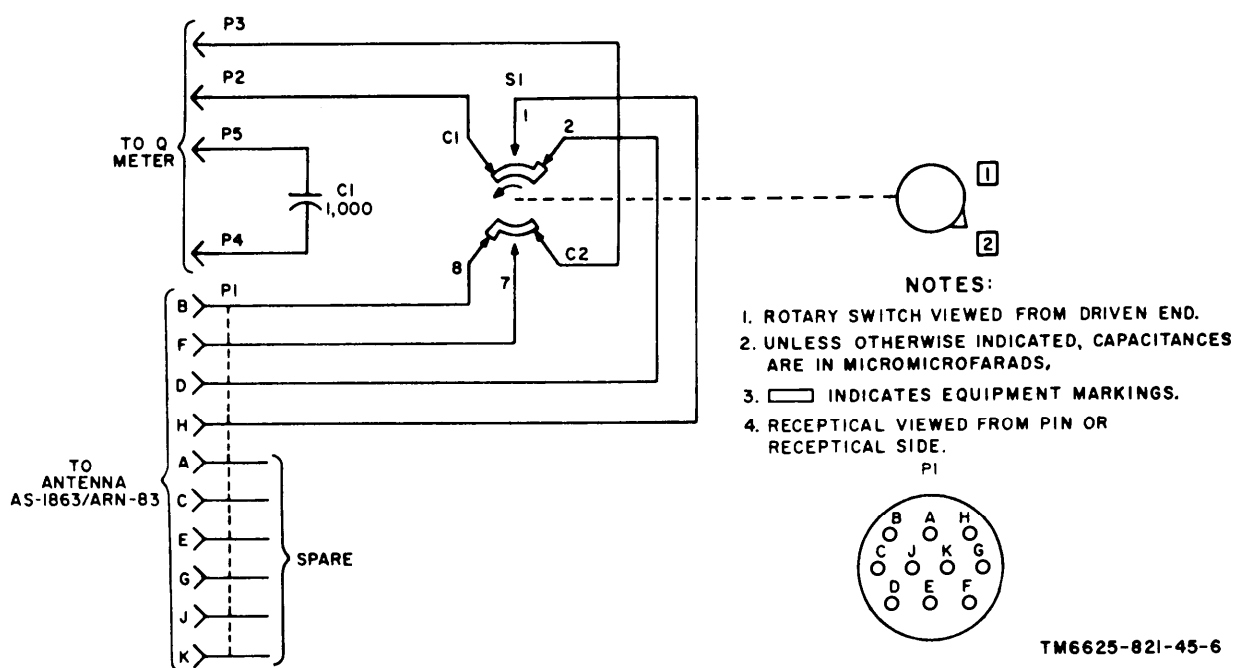 P3
P2
S1
1
2
C1
TO Q
METER
P5
C1
1,000
P4
C2
8
7
1
2
P1
B
F
D
H
A
C
E
G
J
K
TO
ANTENNA
AS-1863/ARN-83
SPARE
NOTES:
1. ROTARY SWITCH VIEWED FROM DRIVEN END.
2. UNLESS OTHERWISE INDICATED, CAPACITANCES
ARE IN MICROMICROFARADS.
3. INDICATES EQUIPMENT MARKINGS.
4. RECEPTICAL VIEWED FROM PIN OR
RECEPTICAL SIDE.
P1
B A H
C J K G
D E F
TM6625-821-45-6